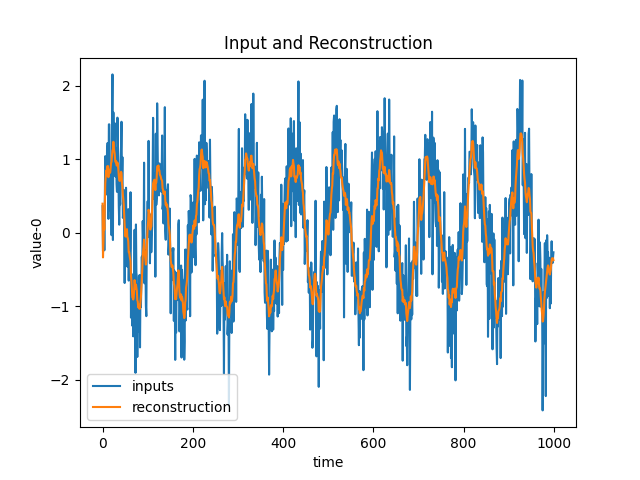 Input and Reconstruction
value-0
2
1
0
−1
−2
inputs
reconstruction
0
200
400
600
800
1000
time